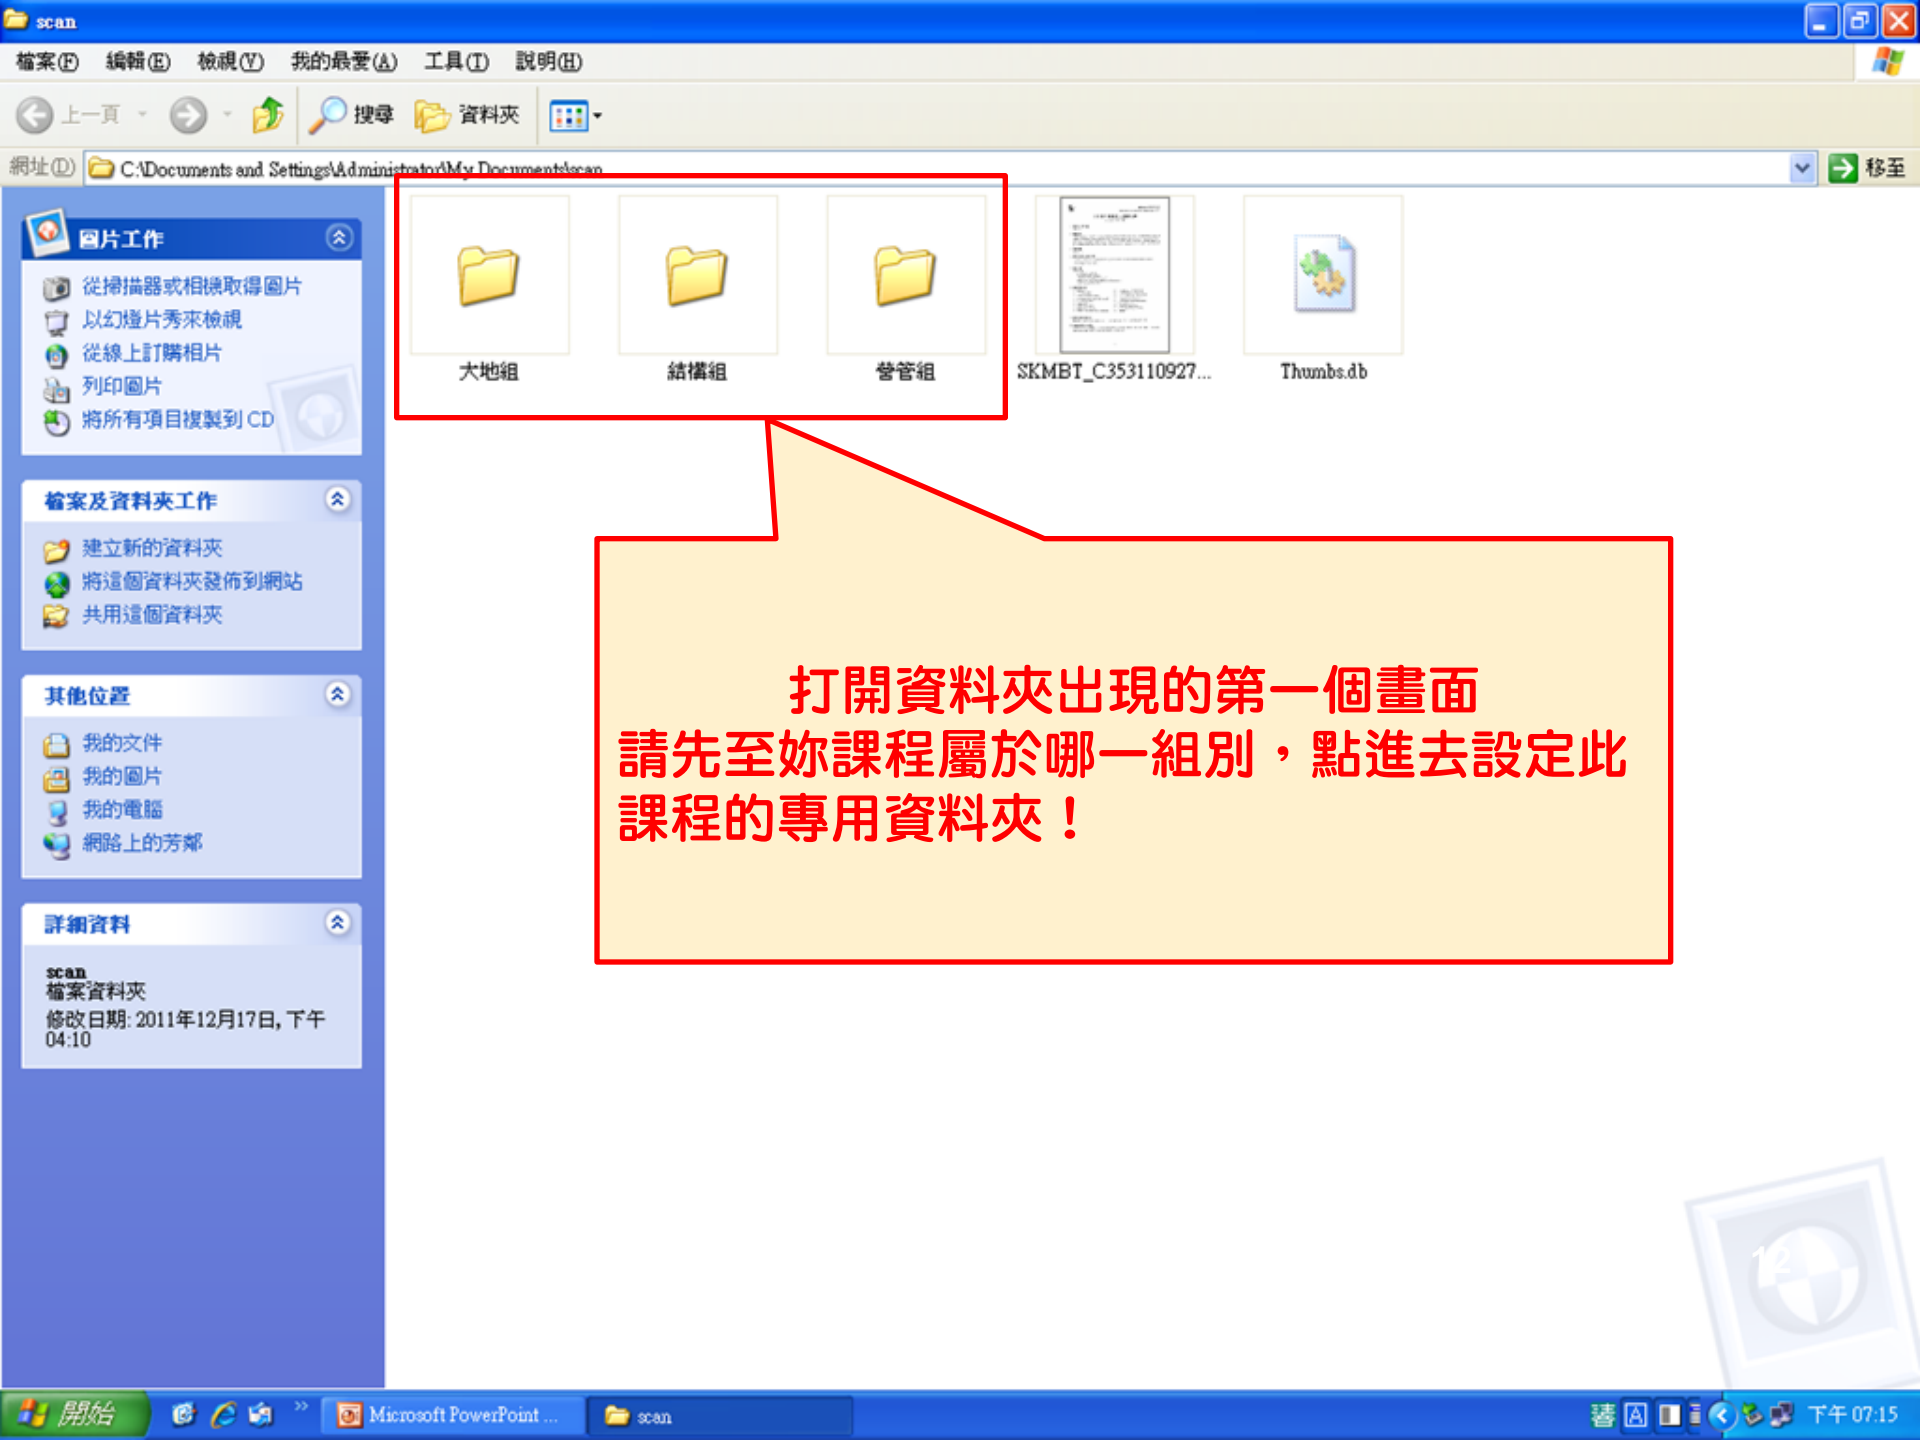 scan
檔案(F) 編輯(E) 檢視(V) 我的最愛(A) 工具(T) 說明(H)
上一頁 搜尋 資料夾
網址(D) C:\Documents and Settings\Administrator\My Documents\scan 移至
圖片工作
從掃描器或相機取得圖片
以幻燈片秀來檢視
從線上訂購相片
列印圖片
將所有項目複製到 CD
檔案及資料夾工作
建立新的資料夾
將這個資料夾發佈到網站
共用這個資料夾
其他位置
我的文件
我的圖片
我的電腦
網路上的芳鄰
詳細資料
scan
檔案資料夾
修改日期: 2011年12月17日, 下午
04:10
大地組 結構組 營管組 SKMBT_C353110927... Thumbs.db
打開資料夾出現的第一個畫面
請先至妳課程屬於哪一組別，點進去設定此
課程的專用資料夾！
12
開始 Microsoft PowerPoint ... scan 下午 07:15